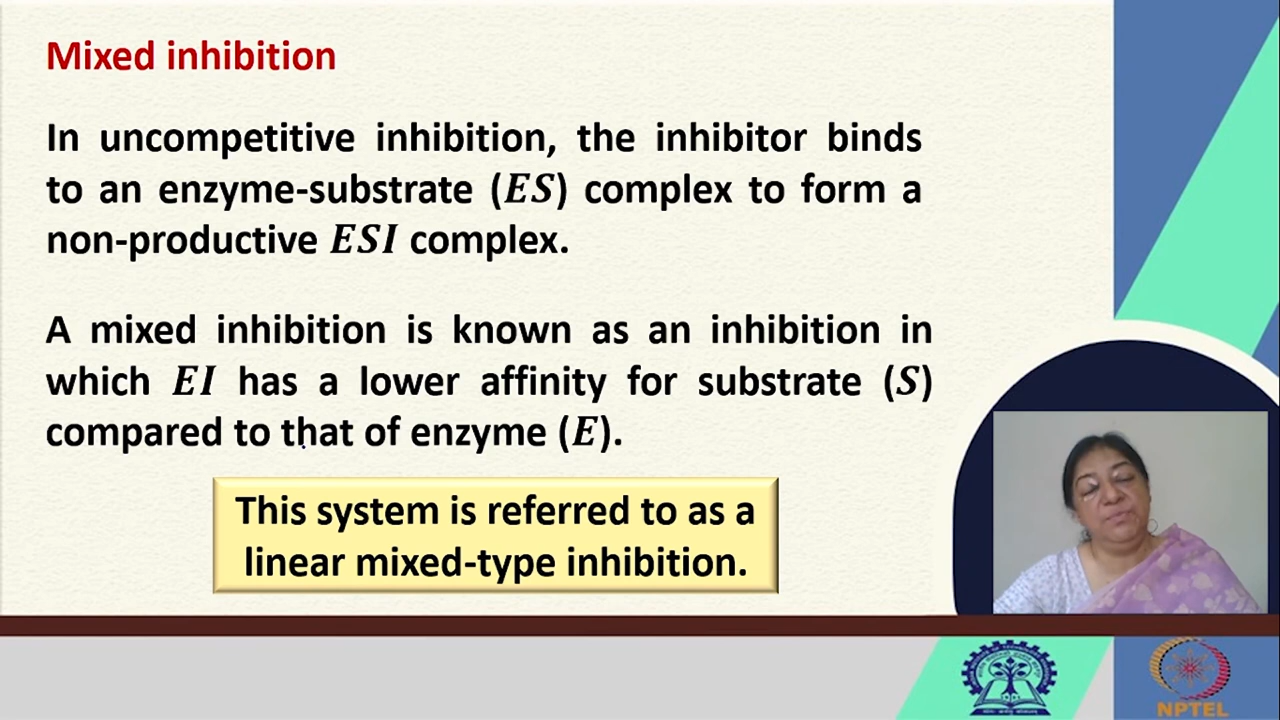 Mixed inhibition
In uncompetitive inhibition, the inhibitor binds
to an enzyme-substrate (ES) complex to form a
non-productive ESI complex.
A mixed inhibition is known as an inhibition in
which EI has a lower affinity for substrate (S)
compared to that of enzyme (E).
This system is referred to as a
linear mixed-type inhibition.
NPTEL